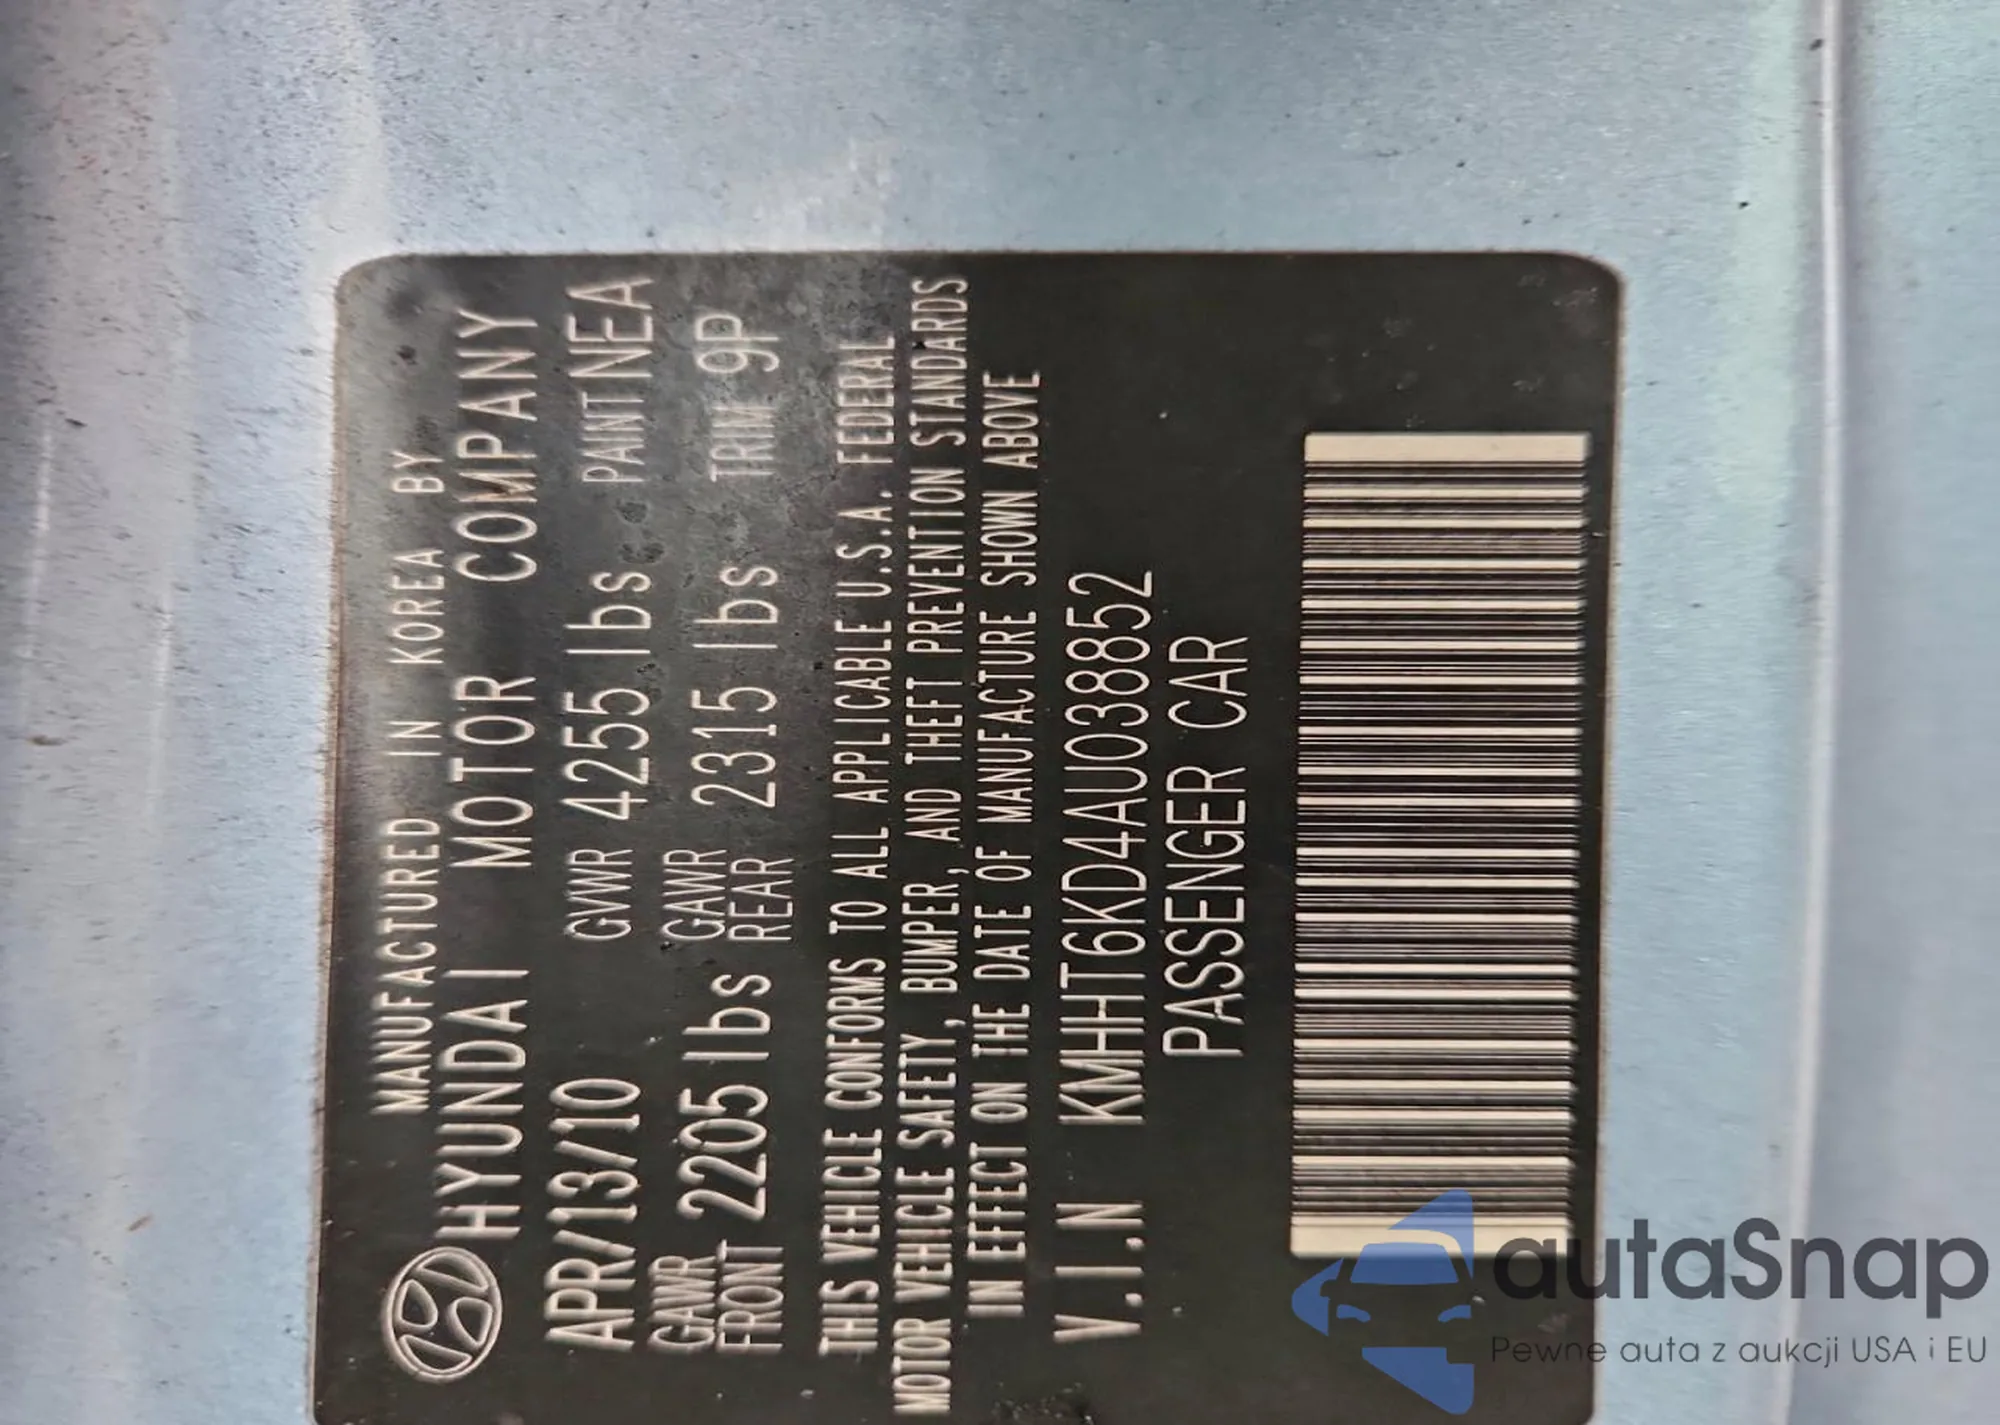 MANUFACTURED IN KOREA BY
HYUNDAI MOTOR COMPANY
APR/13/10 GVWR 4255 lbs PAINT NEA
GAWR FRONT 2205 lbs GAWR REAR 2315 lbs TRIM 9P
THIS VEHICLE CONFORMS TO ALL APPLICABLE U.S.A. FEDERAL
MOTOR VEHICLE SAFETY, BUMPER, AND THEFT PREVENTION STANDARDS
IN EFFECT ON THE DATE OF MANUFACTURE SHOWN ABOVE
V.I.N KMHHT6KD4AU038852
PASSENGER CAR
autaSnap
Pewne auta z aukcji USA i EU